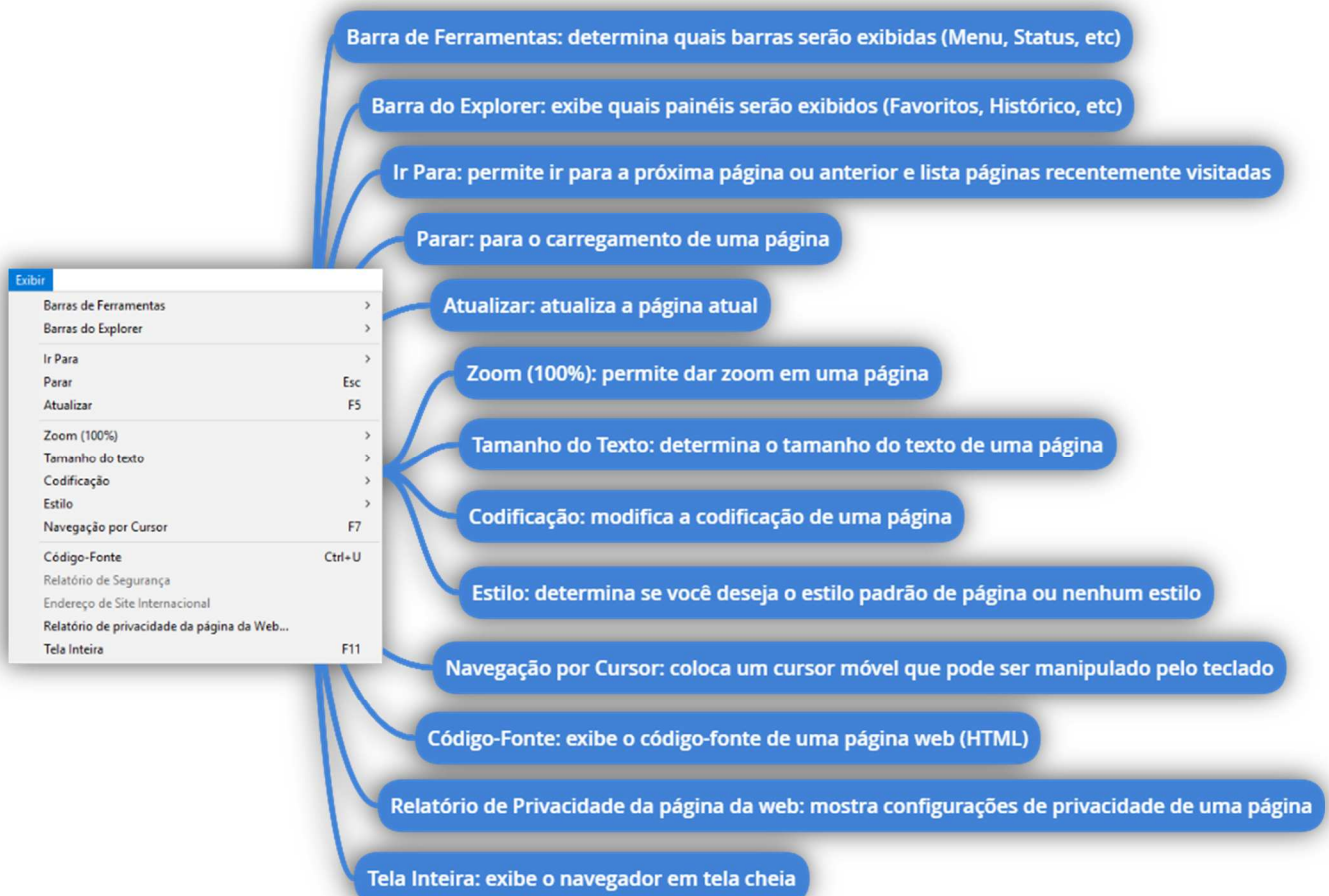 Barra de Ferramentas: determina quais barras serão exibidas (Menu, Status, etc)
Barra do Explorer: exibe quais painéis serão exibidos (Favoritos, Histórico, etc)
Ir Para: permite ir para a próxima página ou anterior e lista páginas recentemente visitadas
Parar: para o carregamento de uma página
Atualizar: atualiza a página atual
Zoom (100%): permite dar zoom em uma página
Tamanho do Texto: determina o tamanho do texto de uma página
Codificação: modifica a codificação de uma página
Estilo: determina se você deseja o estilo padrão de página ou nenhum estilo
Navegação por Cursor: coloca um cursor móvel que pode ser manipulado pelo teclado
Código-Fonte: exibe o código-fonte de uma página web (HTML)
Relatório de Privacidade da página da web: mostra configurações de privacidade de uma página
Tela Inteira: exibe o navegador em tela cheia
Exibir
Barras de Ferramentas >
Barras do Explorer >
Ir Para >
Parar Esc
Atualizar F5
Zoom (100%) >
Tamanho do texto >
Codificação >
Estilo >
Navegação por Cursor F7
Código-Fonte Ctrl+U
Relatório de Segurança
Endereço de Site Internacional
Relatório de privacidade da página da Web...
Tela Inteira F11